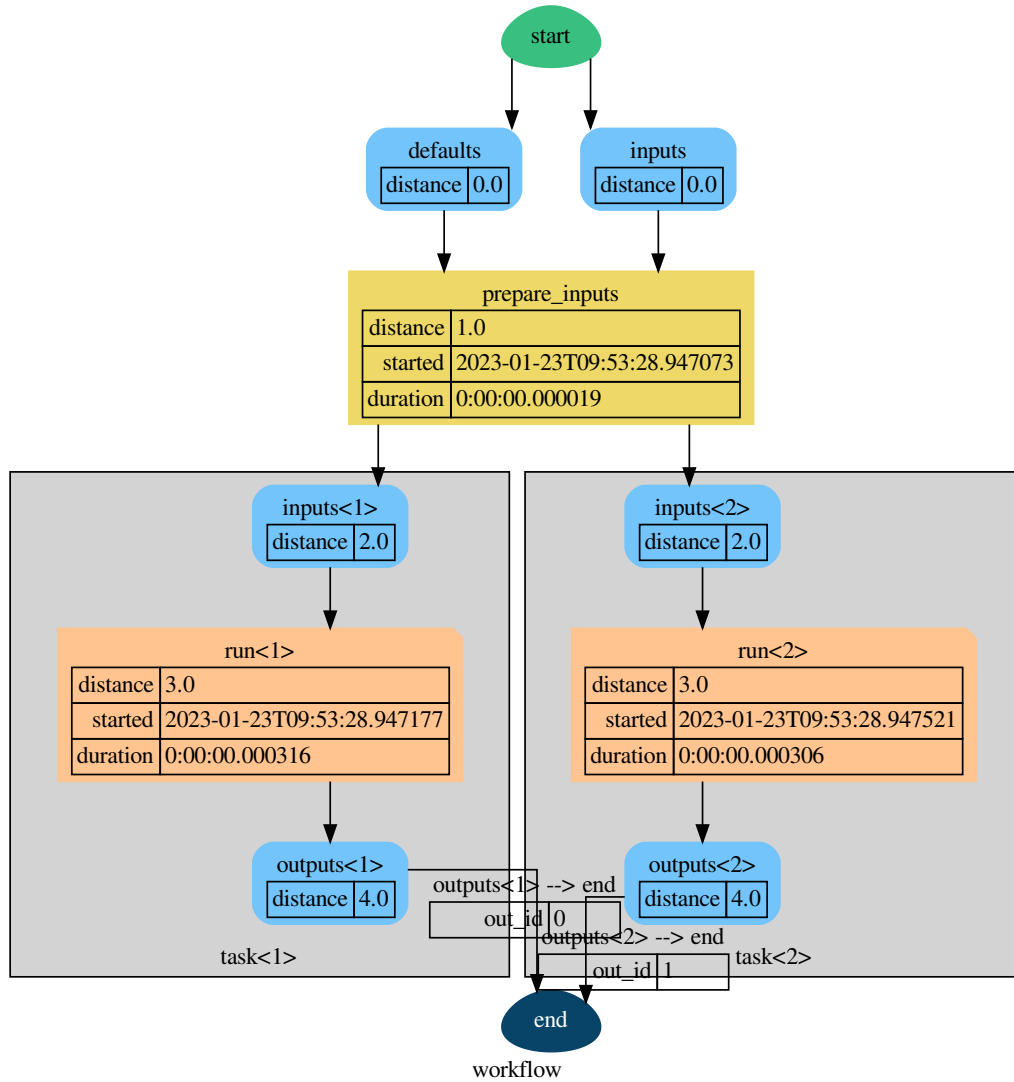 start
defaults
distance 0.0
inputs
distance 0.0
prepare_inputs
distance 1.0
started 2023-01-23T09:53:28.947073
duration 0:00:00.000019
inputs<1>
distance 2.0
run<1>
distance 3.0
started 2023-01-23T09:53:28.947177
duration 0:00:00.000316
outputs<1>
distance 4.0
task<1>
inputs<2>
distance 2.0
run<2>
distance 3.0
started 2023-01-23T09:53:28.947521
duration 0:00:00.000306
outputs<2>
distance 4.0
task<2>
outputs<1> --> end
out_id 0
outputs<2> --> end
out_id 1
end
workflow